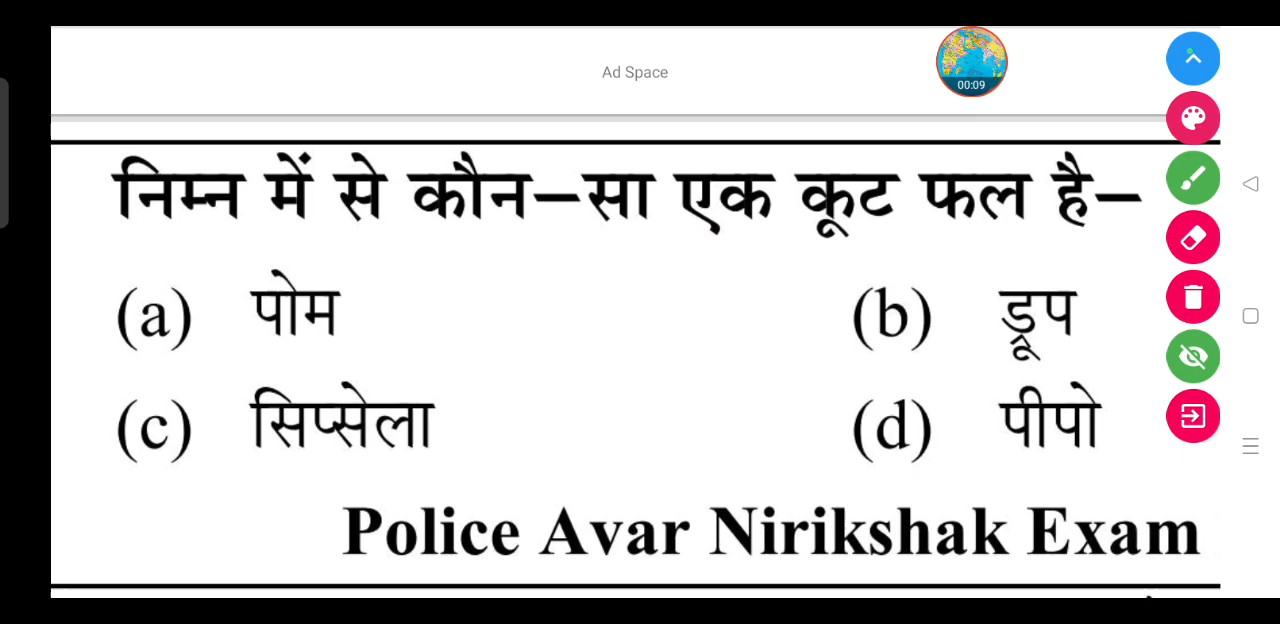 Ad Space
00:09
निम्न में से कौन–सा एक कूट फल है–
(a) पोम (b) ड्रूप
(c) सिप्सेला (d) पीपो
Police Avar Nirikshak Exam